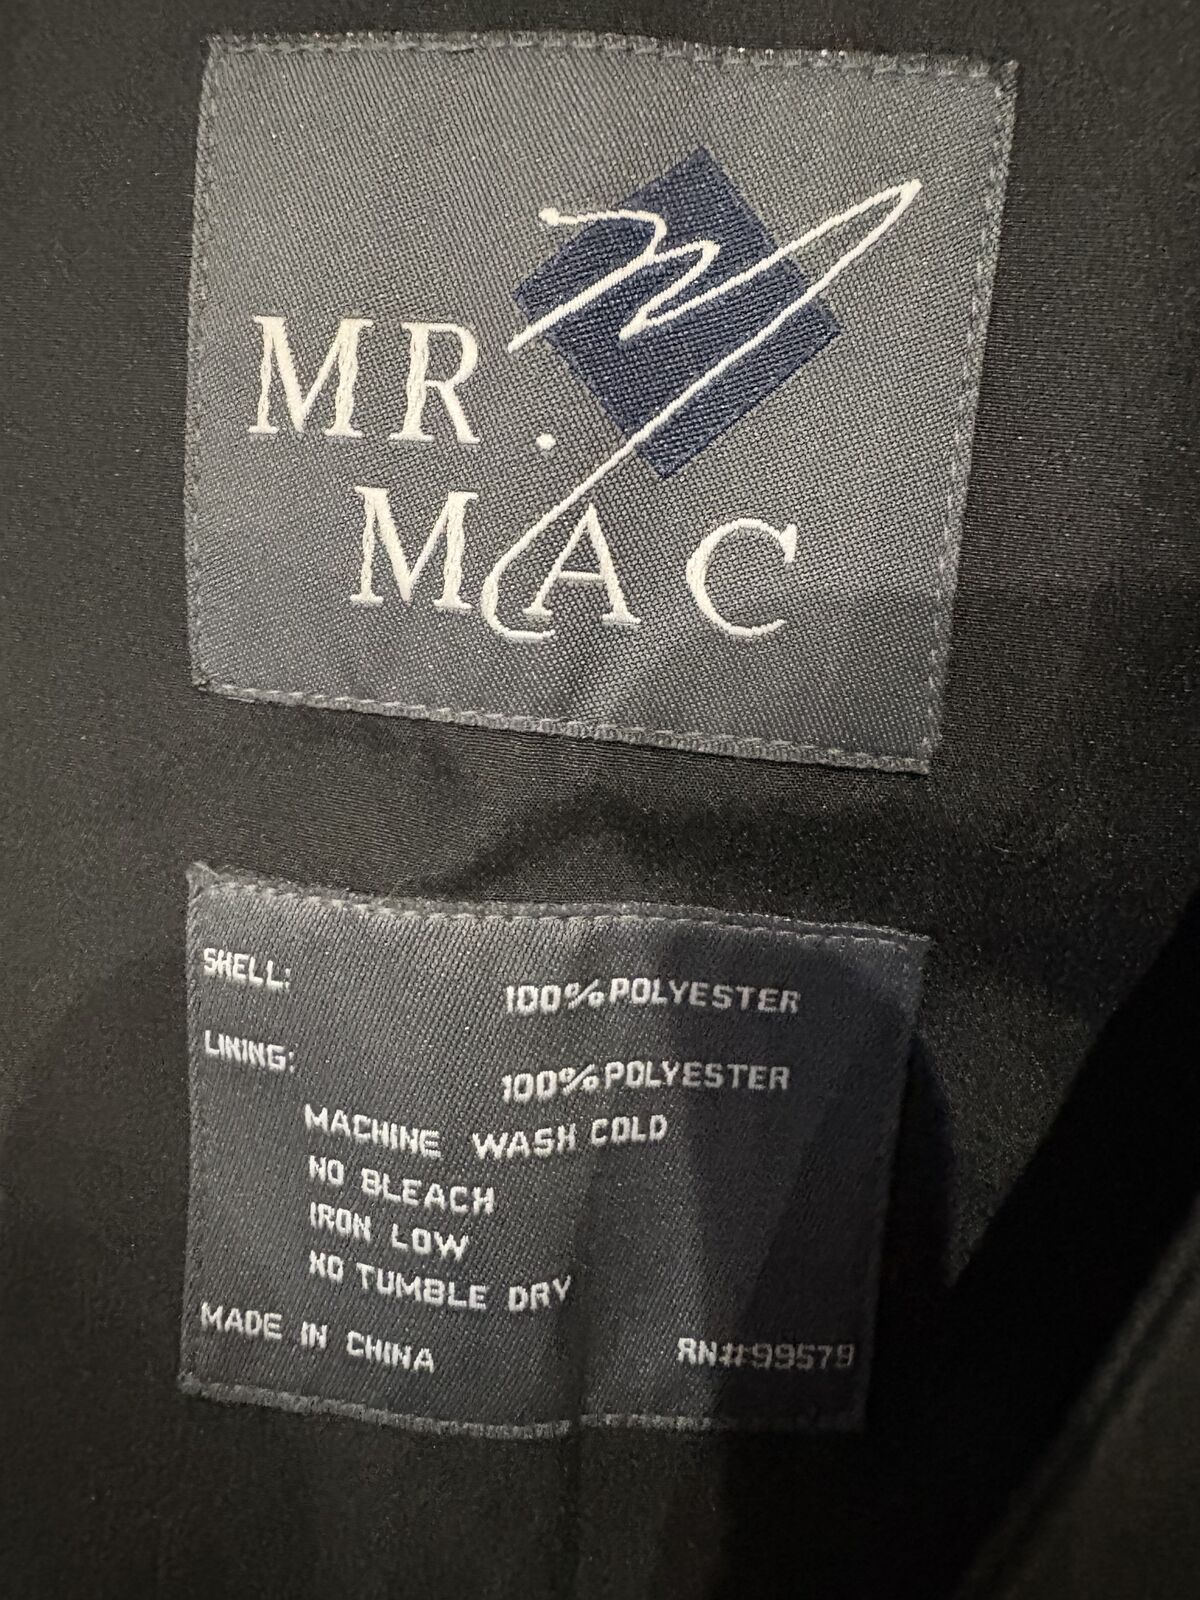 MR.
MAC
SHELL:
100%POLYESTER
LINING:
100%POLYESTER
MACHINE WASH COLD
NO BLEACH
IRON LOW
NO TUMBLE DRY
MADE IN CHINA
RN#99579